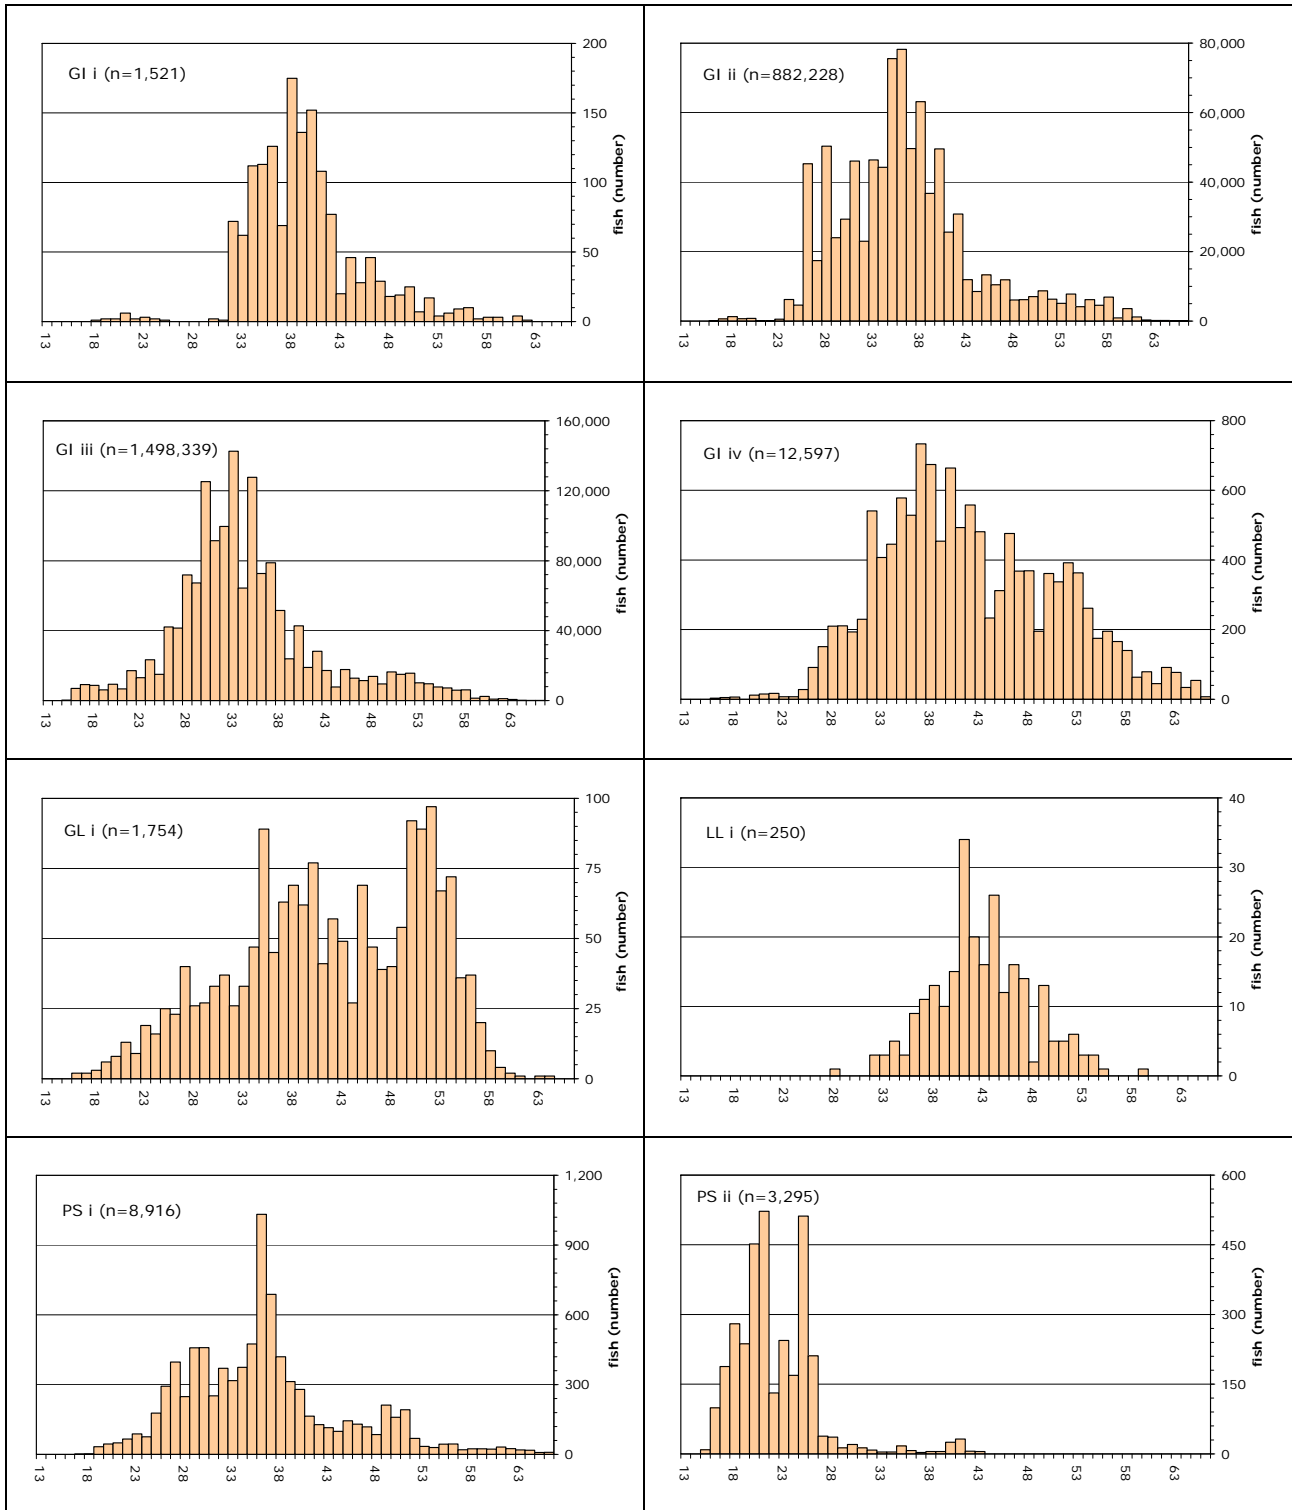 GI i (n=1,521)
200
150
100
50
0
fish (number)
13 18 23 28 33 38 43 48 53 58 63
GI ii (n=882,228)
80,000
60,000
40,000
20,000
0
fish (number)
13 18 23 28 33 38 43 48 53 58 63
GI iii (n=1,498,339)
160,000
120,000
80,000
40,000
0
fish (number)
13 18 23 28 33 38 43 48 53 58 63
GI iv (n=12,597)
800
600
400
200
0
fish (number)
13 18 23 28 33 38 43 48 53 58 63
GL i (n=1,754)
100
75
50
25
0
fish (number)
13 18 23 28 33 38 43 48 53 58 63
LL i (n=250)
40
30
20
10
0
fish (number)
13 18 23 28 33 38 43 48 53 58 63
PS i (n=8,916)
1,200
900
600
300
0
fish (number)
13 18 23 28 33 38 43 48 53 58 63
PS ii (n=3,295)
600
450
300
150
0
fish (number)
13 18 23 28 33 38 43 48 53 58 63